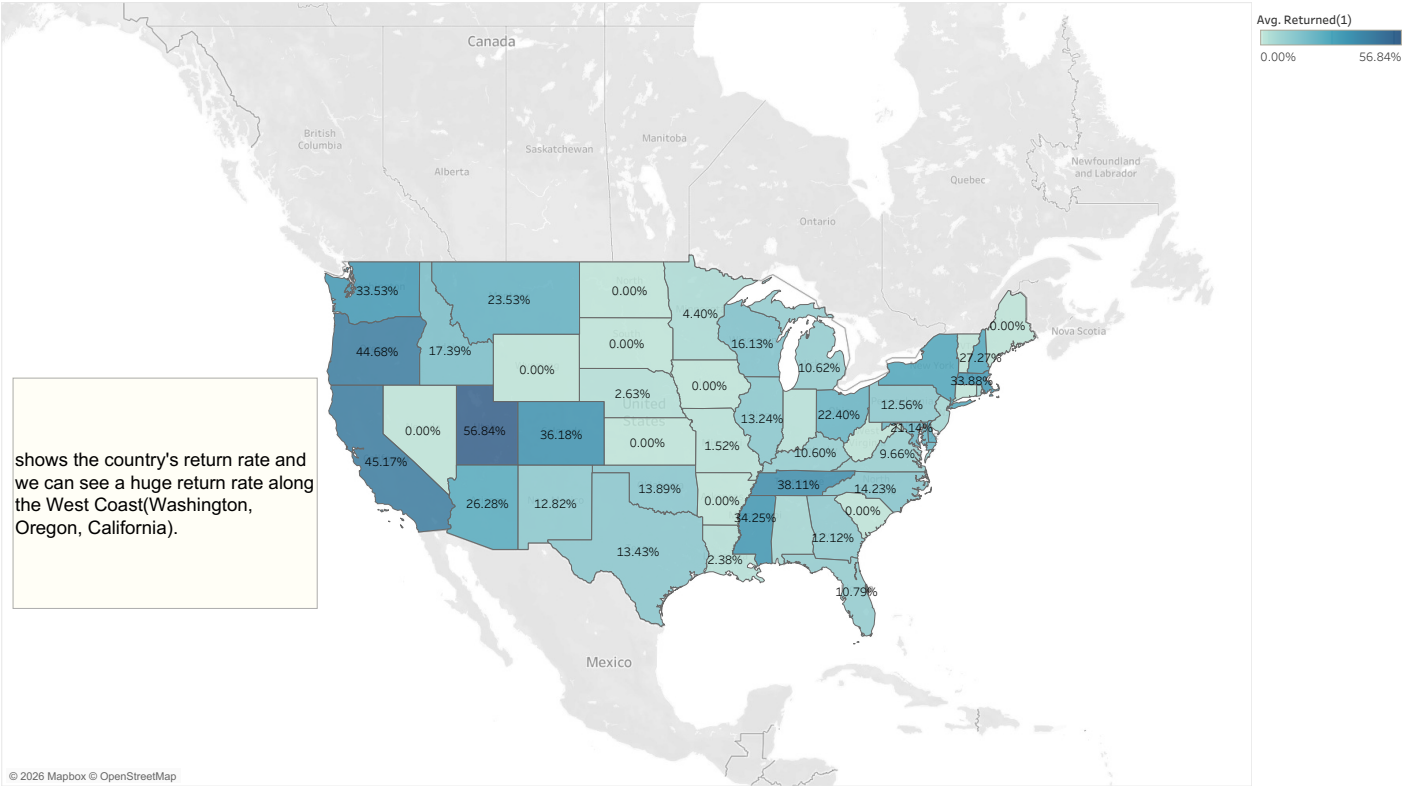 Avg. Returned(1)
0.00%
56.84%
Canada
British
Columbia
Alberta
Saskatchewan
Manitoba
Ontario
Quebec
Newfoundland
and Labrador
Nova Scotia
33.53%
23.53%
0.00%
4.40%
0.00%
44.68%
17.39%
0.00%
16.13%
10.62%
27.27%
0.00%
33.88%
0.00%
2.63%
United
States
12.56%
0.00%
56.84%
36.18%
0.00%
1.52%
13.24%
22.40%
21.14%
45.17%
10.60%
9.66%
26.28%
12.82%
13.89%
0.00%
38.11%
14.23%
34.25%
0.00%
13.43%
2.38%
12.12%
10.79%
shows the country's return rate and
we can see a huge return rate along
the West Coast(Washington,
Oregon, California).
Mexico
© 2026 Mapbox © OpenStreetMap